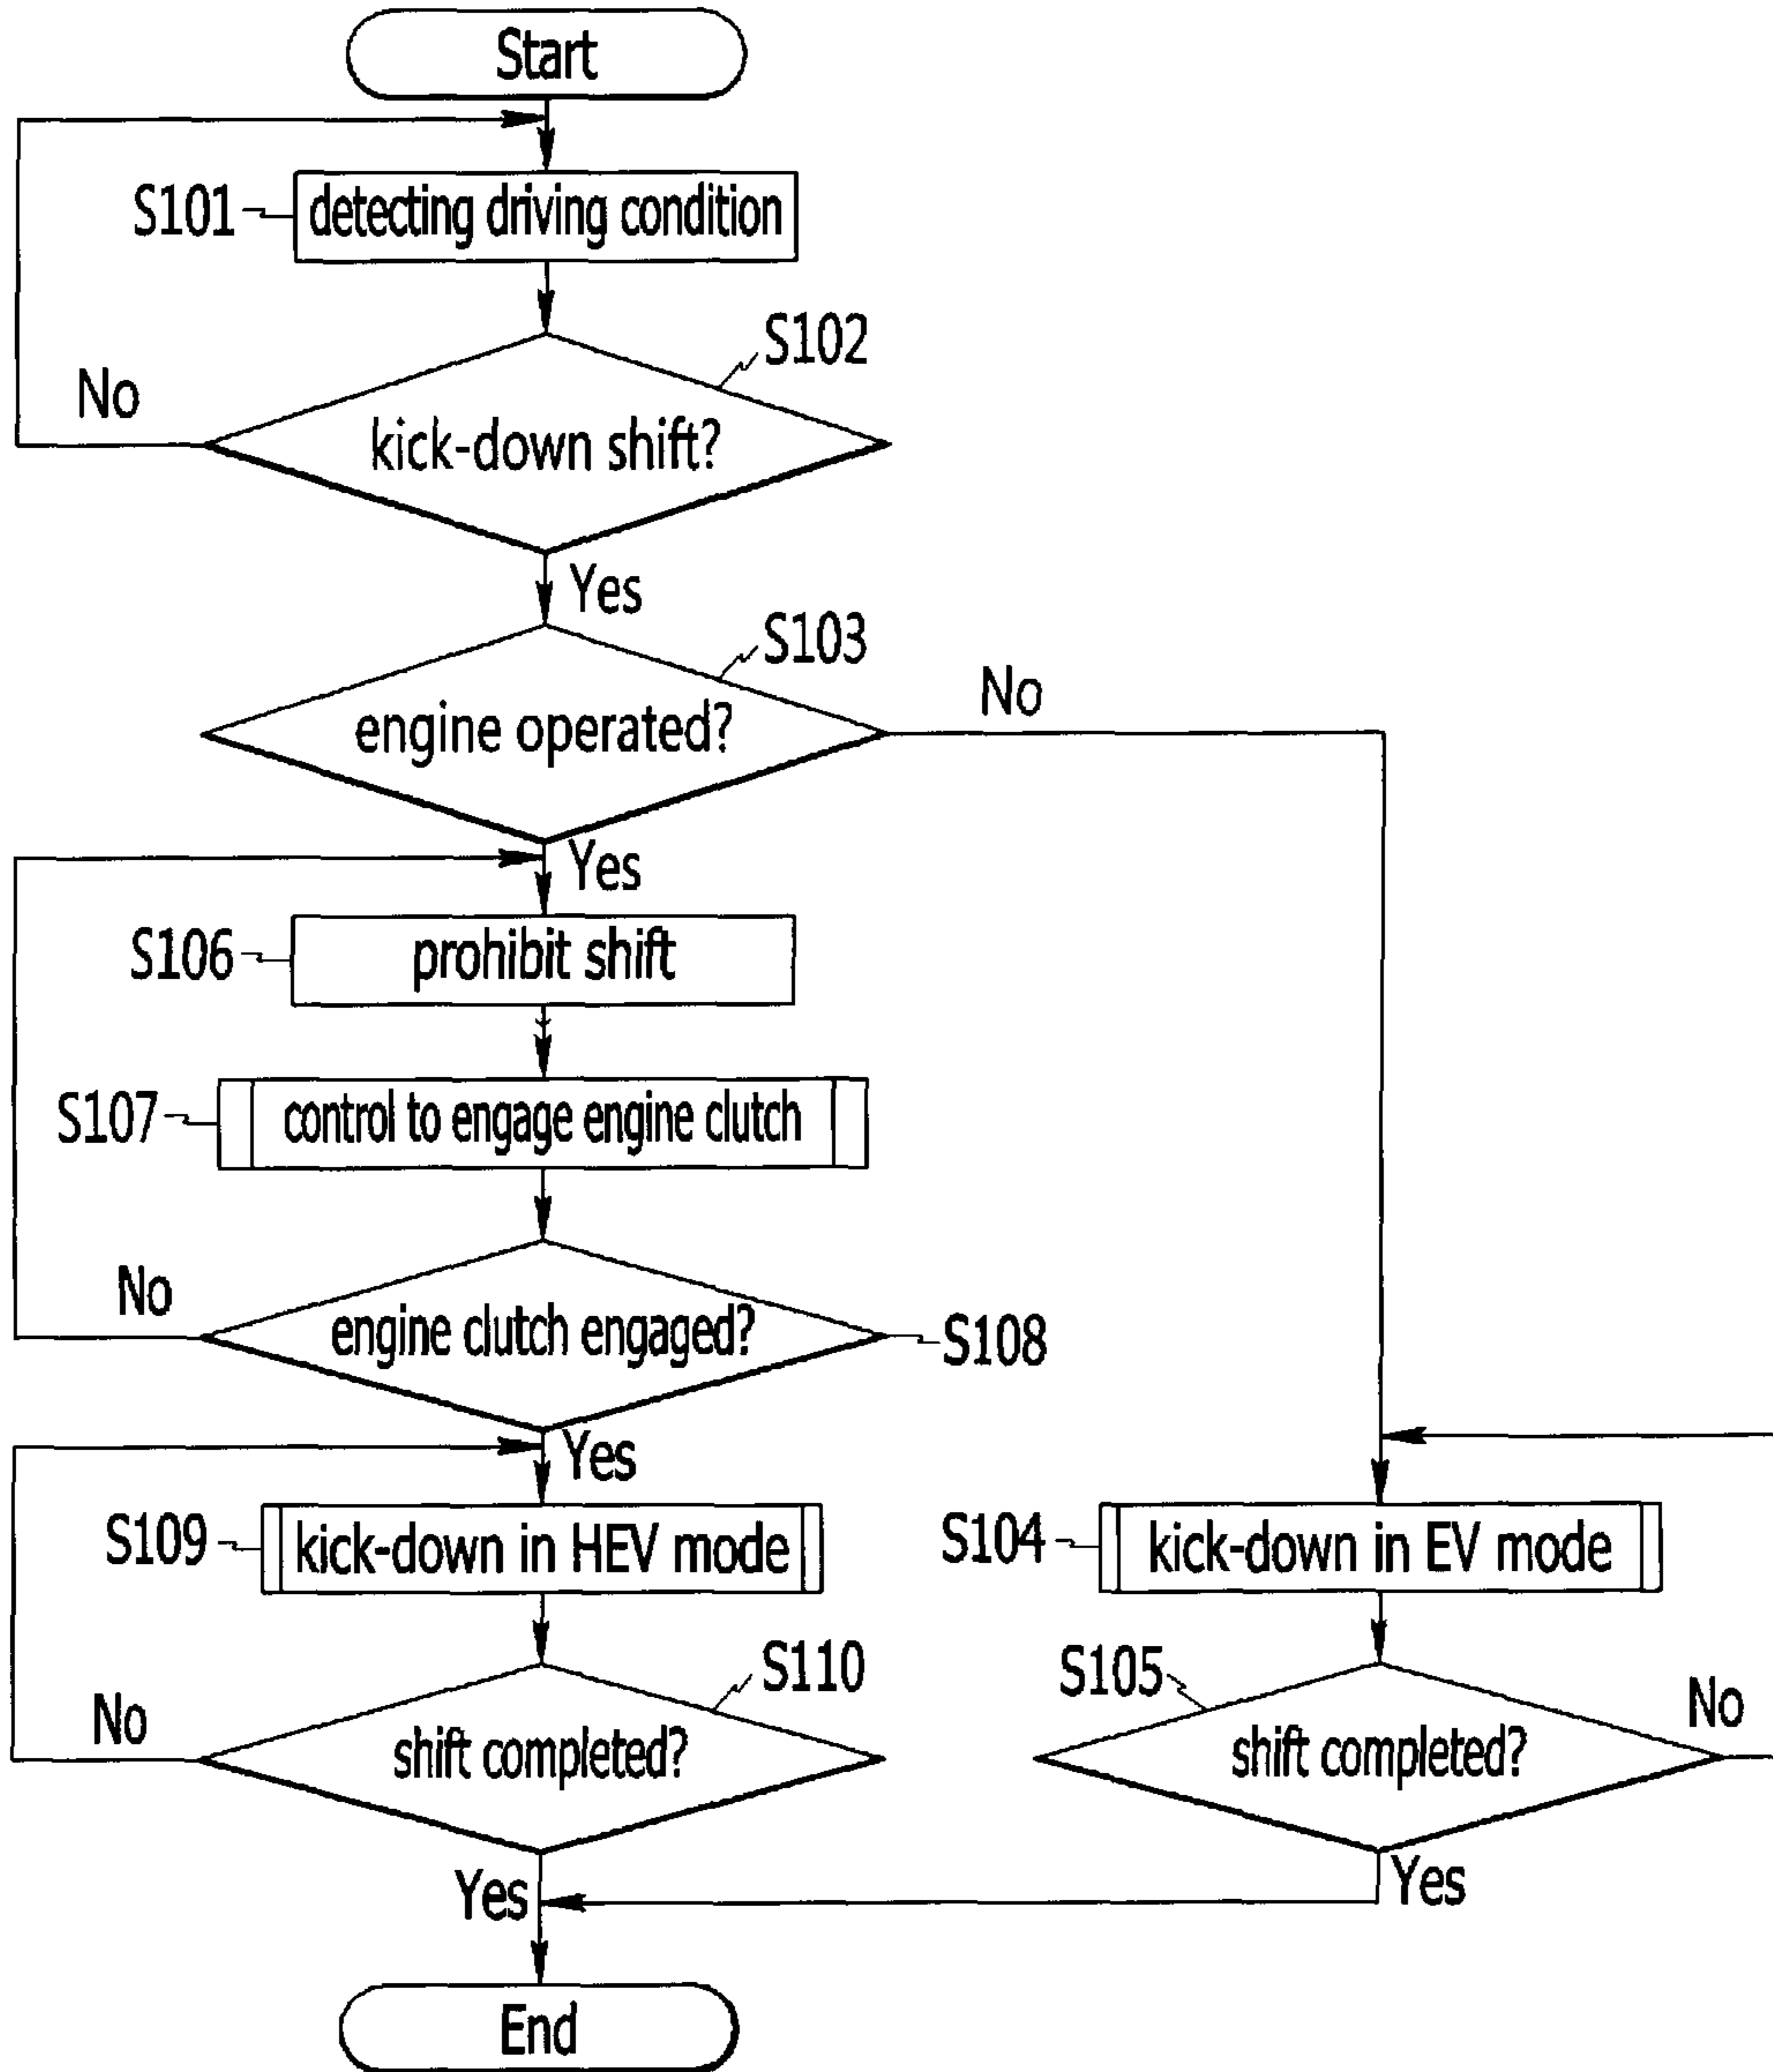 Start
S101
detecting driving condition
S102
No
kick-down shift?
Yes
S103
No
engine operated?
Yes
S106
prohibit shift
S107
control to engage engine clutch
No
engine clutch engaged?
S108
Yes
S109
kick-down in HEV mode
S104
kick-down in EV mode
S110
S105
No
shift completed?
shift completed?
No
Yes
Yes
End